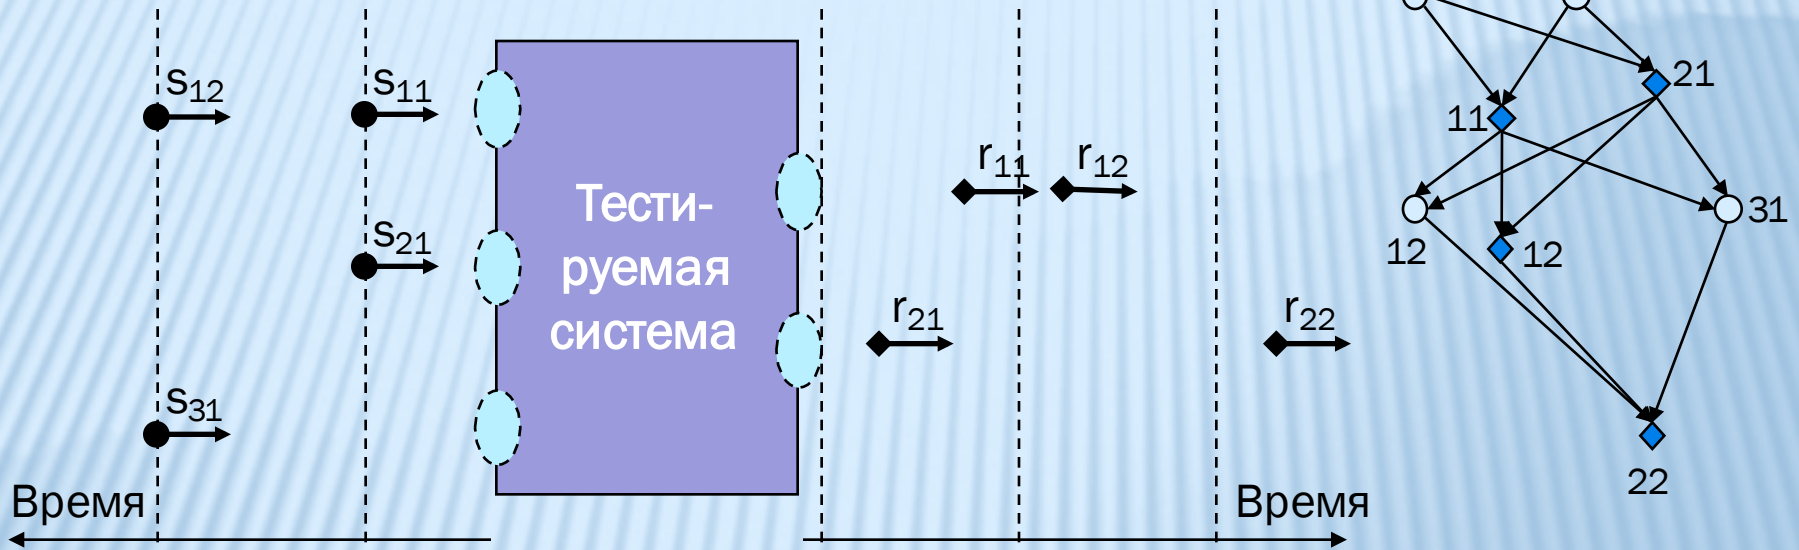 s12
s11
Тести-
руемая
система
s21
s31
r11
r12
r21
r22
21
11
31
12
12
22
Время
Время